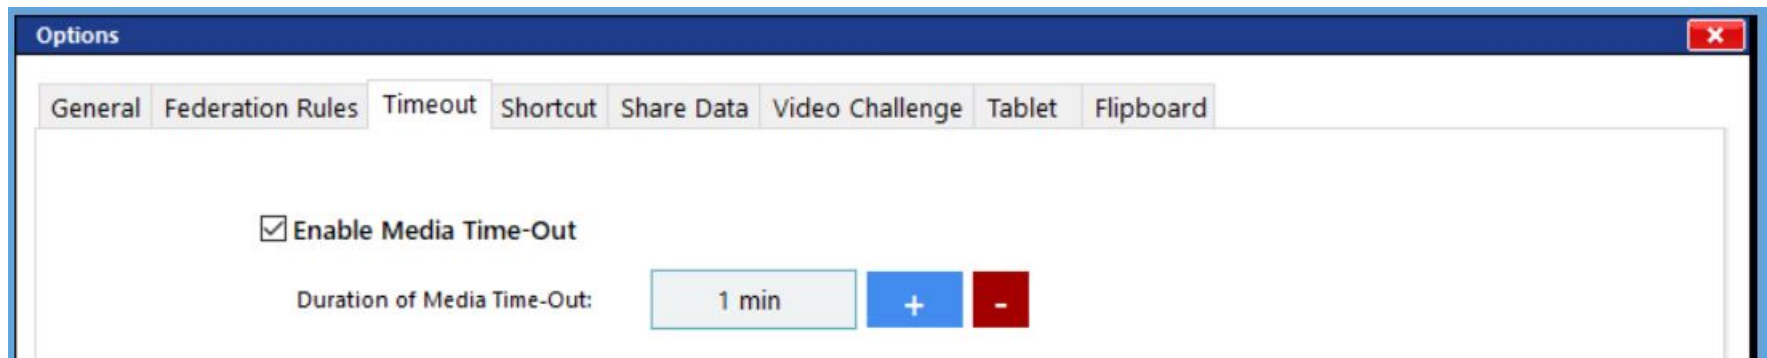 Options
General Federation Rules Timeout Shortcut Share Data Video Challenge Tablet Flipboard
Enable Media Time-Out
Duration of Media Time-Out: 1 min + -